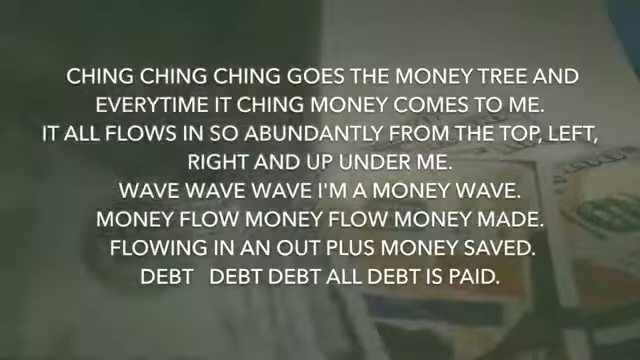 CHING CHING CHING GOES THE MONEY TREE AND
EVERYTIME IT CHING MONEY COMES TO ME.
IT ALL FLOWS IN SO ABUNDANTLY FROM THE TOP, LEFT,
RIGHT AND UP UNDER ME.
WAVE WAVE WAVE I'M A MONEY WAVE.
MONEY FLOW MONEY FLOW MONEY MADE.
FLOWING IN AN OUT PLUS MONEY SAVED.
DEBT   DEBT DEBT ALL DEBT IS PAID.